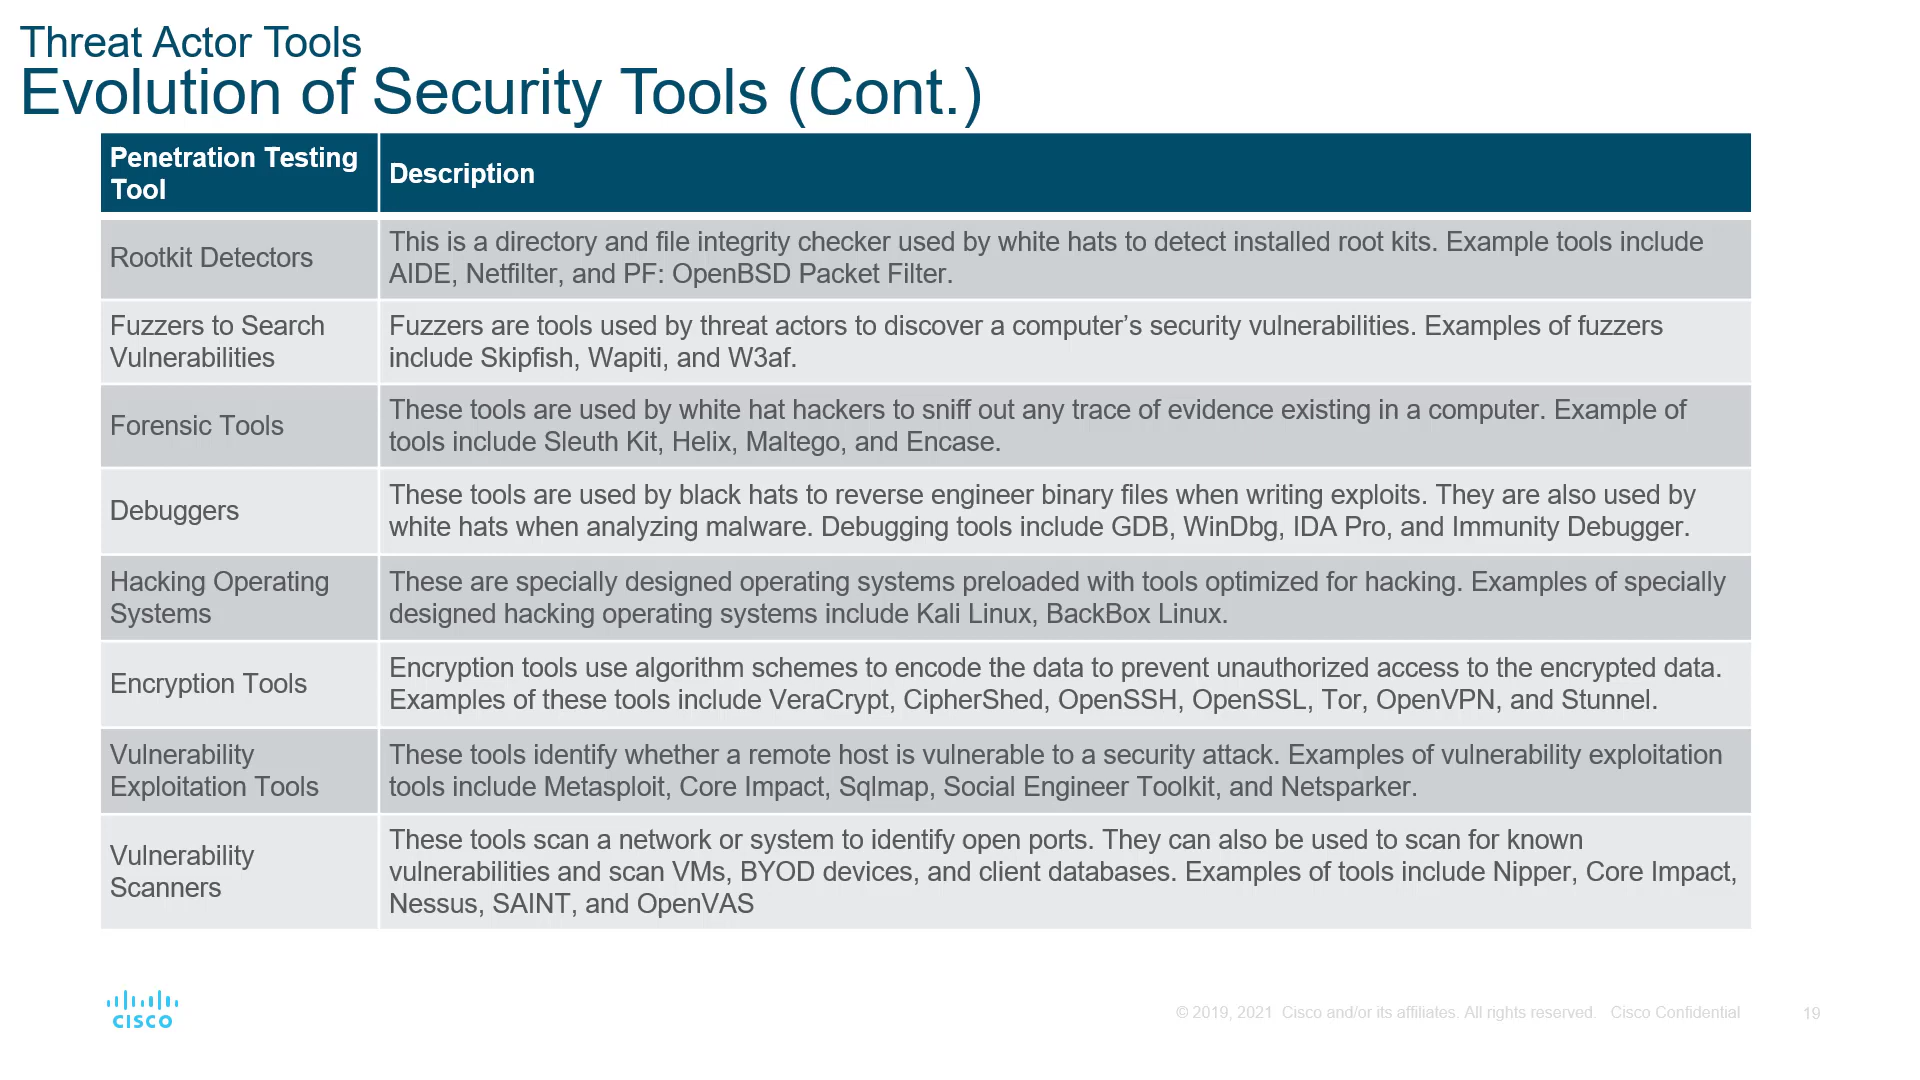 Threat Actor Tools
Evolution of Security Tools (Cont.)
Penetration Testing
Tool
Description
Rootkit Detectors
This is a directory and file integrity checker used by white hats to detect installed root kits. Example tools include
AIDE, Netfilter, and PF: OpenBSD Packet Filter.
Fuzzers to Search
Vulnerabilities
Fuzzers are tools used by threat actors to discover a computer’s security vulnerabilities. Examples of fuzzers
include Skipfish, Wapiti, and W3af.
Forensic Tools
These tools are used by white hat hackers to sniff out any trace of evidence existing in a computer. Example of
tools include Sleuth Kit, Helix, Maltego, and Encase.
Debuggers
These tools are used by black hats to reverse engineer binary files when writing exploits. They are also used by
white hats when analyzing malware. Debugging tools include GDB, WinDbg, IDA Pro, and Immunity Debugger.
Hacking Operating
Systems
These are specially designed operating systems preloaded with tools optimized for hacking. Examples of specially
designed hacking operating systems include Kali Linux, BackBox Linux.
Encryption Tools
Encryption tools use algorithm schemes to encode the data to prevent unauthorized access to the encrypted data.
Examples of these tools include VeraCrypt, CipherShed, OpenSSH, OpenSSL, Tor, OpenVPN, and Stunnel.
Vulnerability
Exploitation Tools
These tools identify whether a remote host is vulnerable to a security attack. Examples of vulnerability exploitation
tools include Metasploit, Core Impact, Sqlmap, Social Engineer Toolkit, and Netsparker.
Vulnerability
Scanners
These tools scan a network or system to identify open ports. They can also be used to scan for known
vulnerabilities and scan VMs, BYOD devices, and client databases. Examples of tools include Nipper, Core Impact,
Nessus, SAINT, and OpenVAS
CISCO
© 2019, 2021 Cisco and/or its affiliates. All rights reserved. Cisco Confidential
19